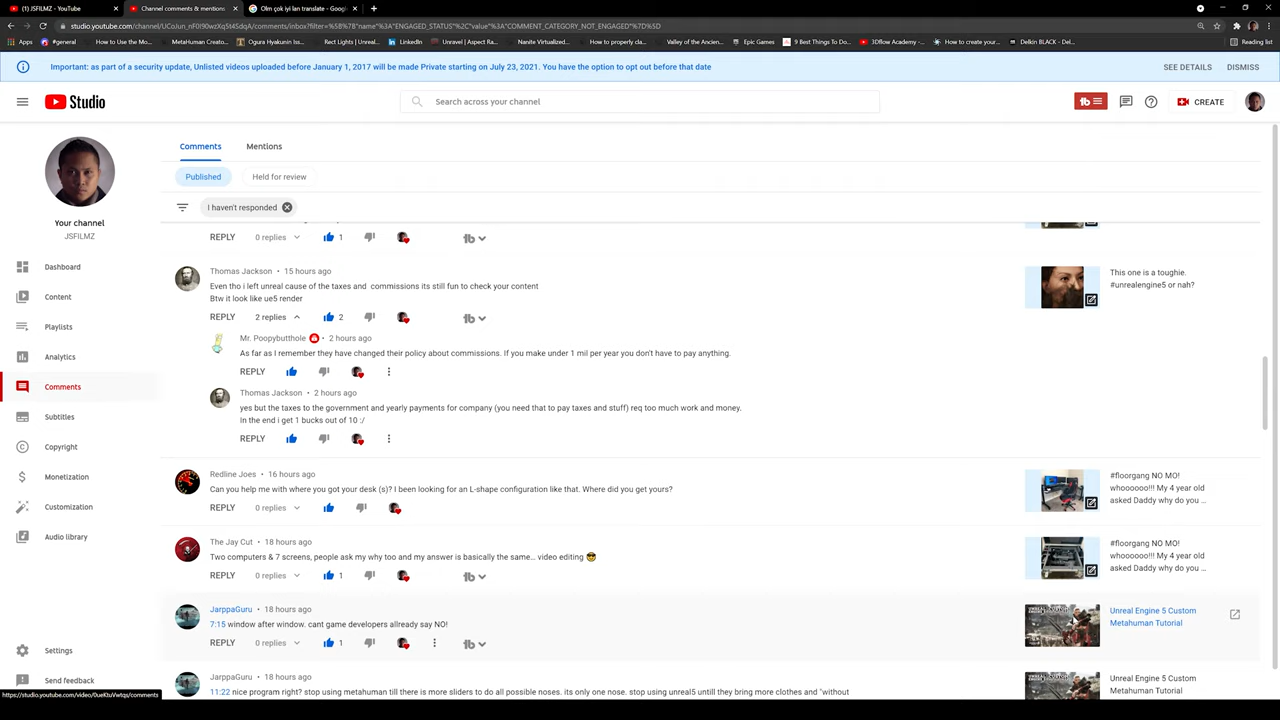 (1) JSFILMZ - YouTube
Channel comments & mentions
Olm çok iyi lan translate - Googl
studio.youtube.com/channel/UCoJun_nF0I90wzXq5t4SdqA/comments/inbox?filter=%5B%7B"name"%3A"ENGAGED_STATUS"%2C"value"%3A"COMMENT_CATEGORY_NOT_ENGAGED"%7D%5D
Apps
#general
How to Use the Mo...
MetaHuman Creato...
Ogura Hyakunin Iss...
Rect Lights | Unreal...
LinkedIn
Unravel | Aspect Ra...
Nanite Virtualized...
How to properly cla...
Valley of the Ancien...
Epic Games
9 Best Things To Do...
3Dflow Academy -...
How to create your...
Delkin BLACK - Del...
Reading list
Important: as part of a security update, Unlisted videos uploaded before January 1, 2017 will be made Private starting on July 23, 2021. You have the option to opt out before that date
SEE DETAILS
DISMISS
Studio
Search across your channel
CREATE
Comments
Mentions
Published
Held for review
I haven't responded
Your channel
JSFILMZ
Dashboard
Content
Playlists
Analytics
Comments
Subtitles
Copyright
Monetization
Customization
Audio library
Settings
Send feedback
REPLY 0 replies 1
Thomas Jackson • 15 hours ago
Even tho i left unreal cause of the taxes and commissions its still fun to check your content
Btw it look like ue5 render
REPLY 2 replies 2
This one is a toughie.
#unrealengine5 or nah?
Mr. Poopybutthole • 2 hours ago
As far as I remember they have changed their policy about commissions. If you make under 1 mil per year you don't have to pay anything.
REPLY
Thomas Jackson • 2 hours ago
yes but the taxes to the government and yearly payments for company (you need that to pay taxes and stuff) req too much work and money.
In the end i get 1 bucks out of 10 :/
REPLY
Redline Joes • 16 hours ago
Can you help me with where you got your desk (s)? I been looking for an L-shape configuration like that. Where did you get yours?
REPLY 0 replies
#floorgang NO MO!
whoooooo!!! My 4 year
asked Daddy why do you ...
The Jay Cut • 18 hours ago
Two computers & 7 screens, people ask my why too and my answer is basically the same... video editing 😎
REPLY 0 replies 1
#floorgang NO MO!
whoooooo!!! My 4 year
asked Daddy why do you ...
JarppaGuru • 18 hours ago
7:15 window after window. cant game developers allready say NO!
REPLY 0 replies 1
Unreal Engine 5 Custom
Metahuman Tutorial
JarppaGuru • 18 hours ago
11:22 nice program right? stop using metahuman till there is more sliders to do all possible noses. its only one nose. stop using unreal5 untill they bring more clothes and "without
Unreal Engine 5 Custom
Metahuman Tutorial
https://studio.youtube.com/video/0ueKtuVwtqs/comments